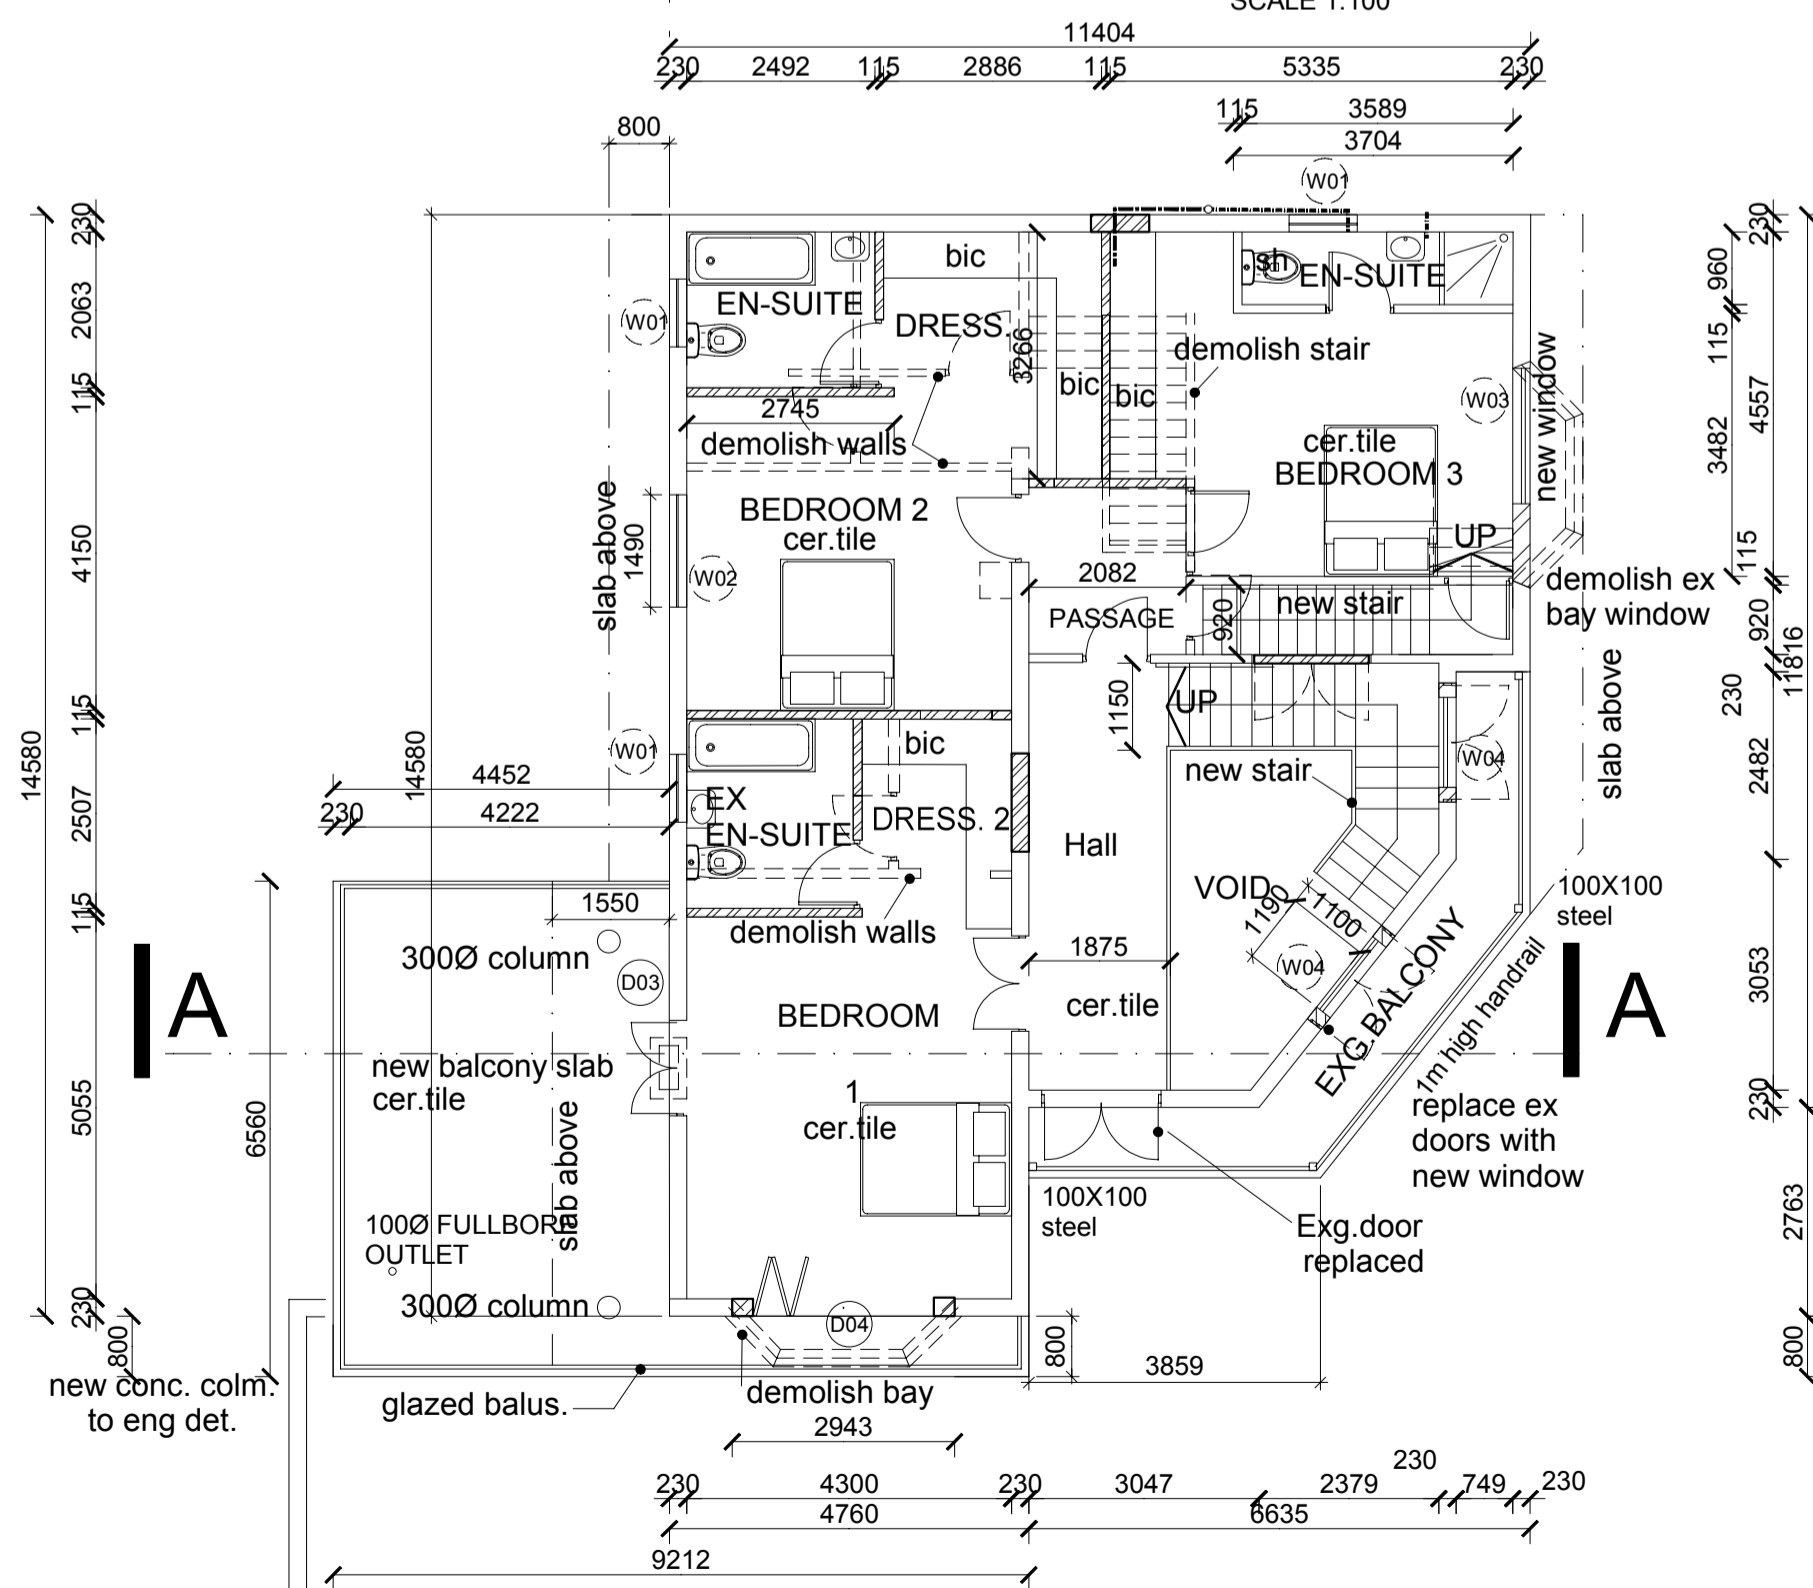 SCALE 1:100
11404
230 2492 115 2886 115 5335 230
115 3589
3704
800
W01
230
2063
115
4150
115
2507
115
5055
230
14580
14580
800
EN-SUITE
W01
bic
DRESS.
3266
bic
bic
demolish stair
sh
EN-SUITE
2745
demolish walls
BEDROOM 2
cer.tile
slab above
1490
W02
cer.tile
BEDROOM 3
W03
new window
UP
demolish ex
bay window
2082
PASSAGE
920
new stair
1150
UP
new stair
W04
slab above
230
960
115
3482
115
4557
920
230
2482
3053
230
2763
800
11816
W01
4452
230 4222
EX
EN-SUITE
bic
DRESS. 2
Hall
VOID
1190
1100
W04
EXG.BALCONY
100X100
steel
1m high handrail
1550
demolish walls
300Ø column
D03
1875
cer.tile
BEDROOM
1
cer.tile
A
A
new balcony slab
cer.tile
6560
slab above
100Ø FULLBORE
OUTLET
300Ø column
replace ex
doors with
new window
100X100
steel
Exg.door
replaced
D04
800
3859
new conc. colm.
to eng det.
glazed balus.
demolish bay
2943
230
230 4300 230 3047 2379 749 230
4760 6635
9212